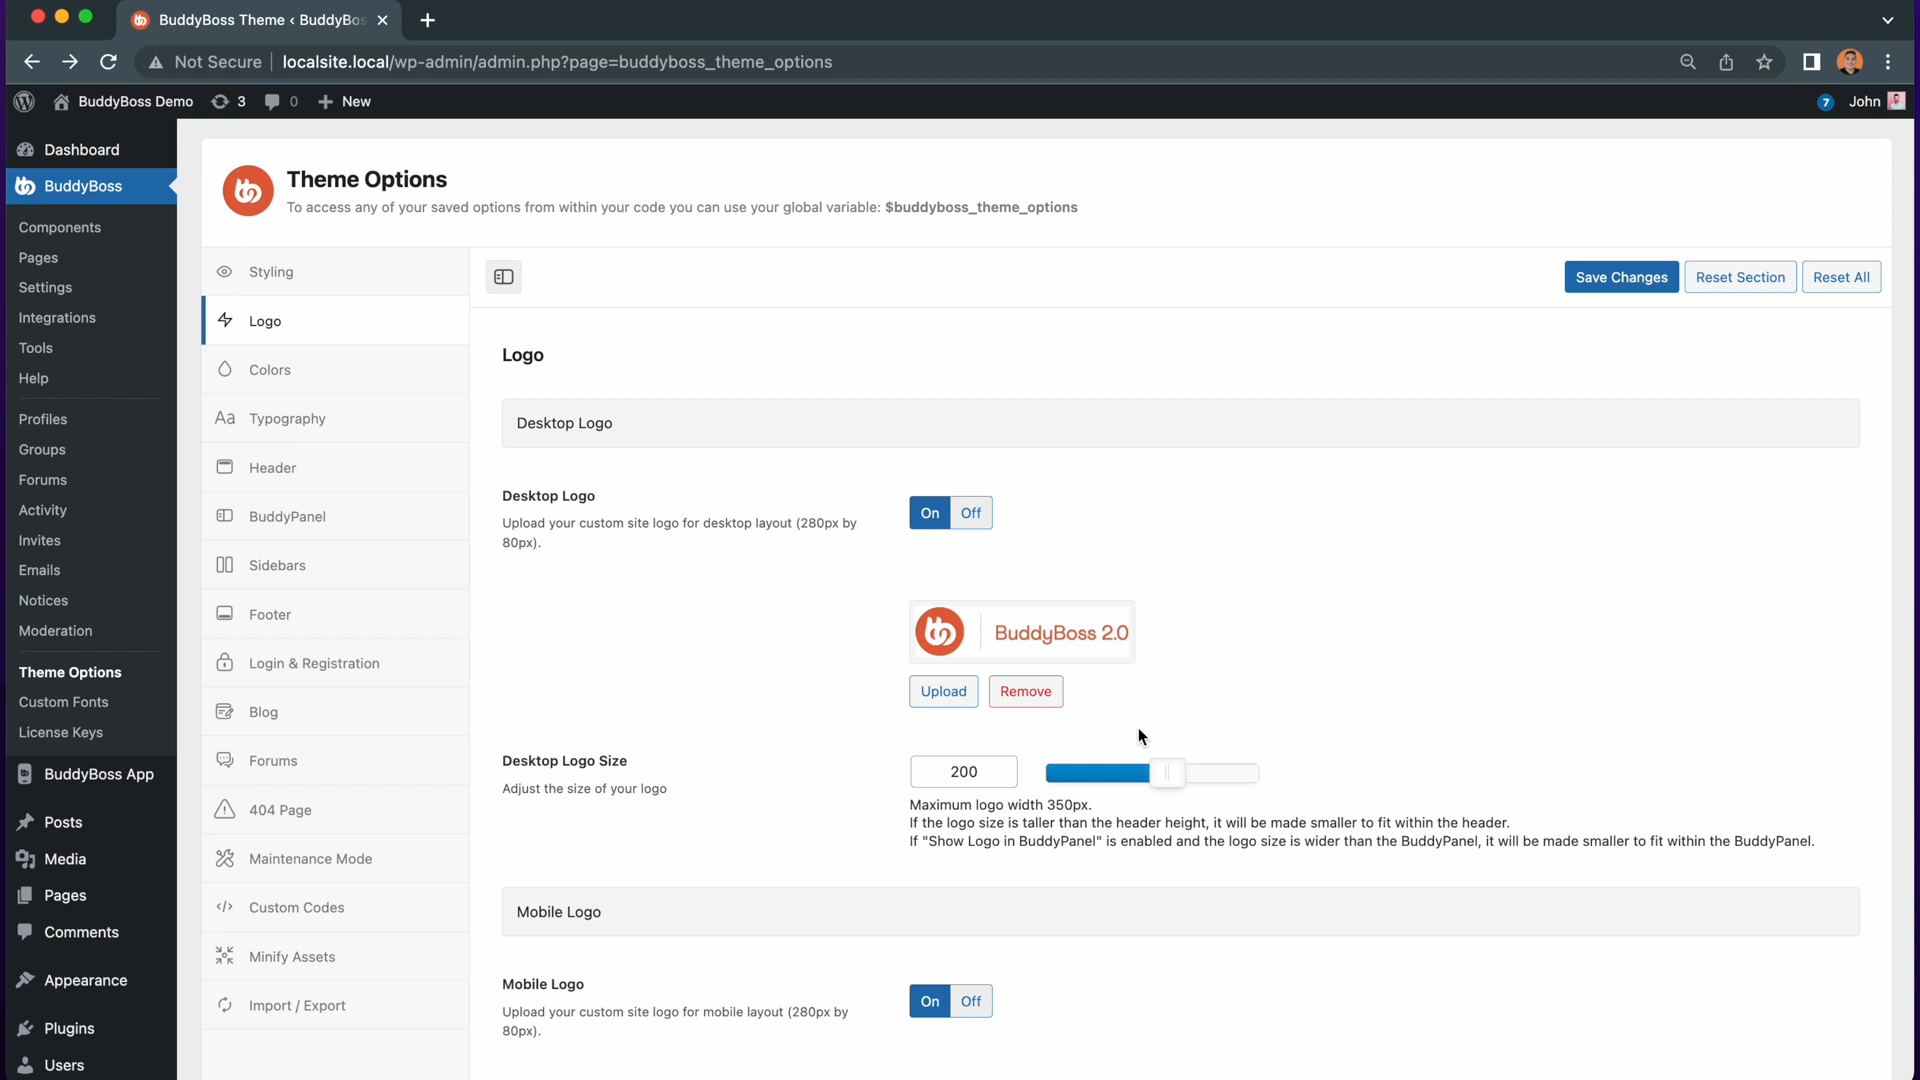 BuddyBoss Theme ‹ BuddyBos
Not Secure
localsite.local/wp-admin/admin.php?page=buddyboss_theme_options
BuddyBoss Demo
3
0
New
7
John
Dashboard
BuddyBoss
Components
Pages
Settings
Integrations
Tools
Help
Profiles
Groups
Forums
Activity
Invites
Emails
Notices
Moderation
Theme Options
Custom Fonts
License Keys
BuddyBoss App
Posts
Media
Pages
Comments
Appearance
Plugins
Users
Theme Options
To access any of your saved options from within your code you can use your global variable: $buddyboss_theme_options
Styling
Logo
Colors
Aa Typography
Header
BuddyPanel
Sidebars
Footer
Login & Registration
Blog
Forums
404 Page
Maintenance Mode
</> Custom Codes
Minify Assets
Import / Export
Save Changes
Reset Section
Reset All
Logo
Desktop Logo
Desktop Logo
Upload your custom site logo for desktop layout (280px by
80px).
On
Off
BuddyBoss 2.0
Upload
Remove
Desktop Logo Size
Adjust the size of your logo
200
Maximum logo width 350px.
If the logo size is taller than the header height, it will be made smaller to fit within the header.
If "Show Logo in BuddyPanel" is enabled and the logo size is wider than the BuddyPanel, it will be made smaller to fit within the BuddyPanel.
Mobile Logo
Mobile Logo
Upload your custom site logo for mobile layout (280px by
80px).
On
Off